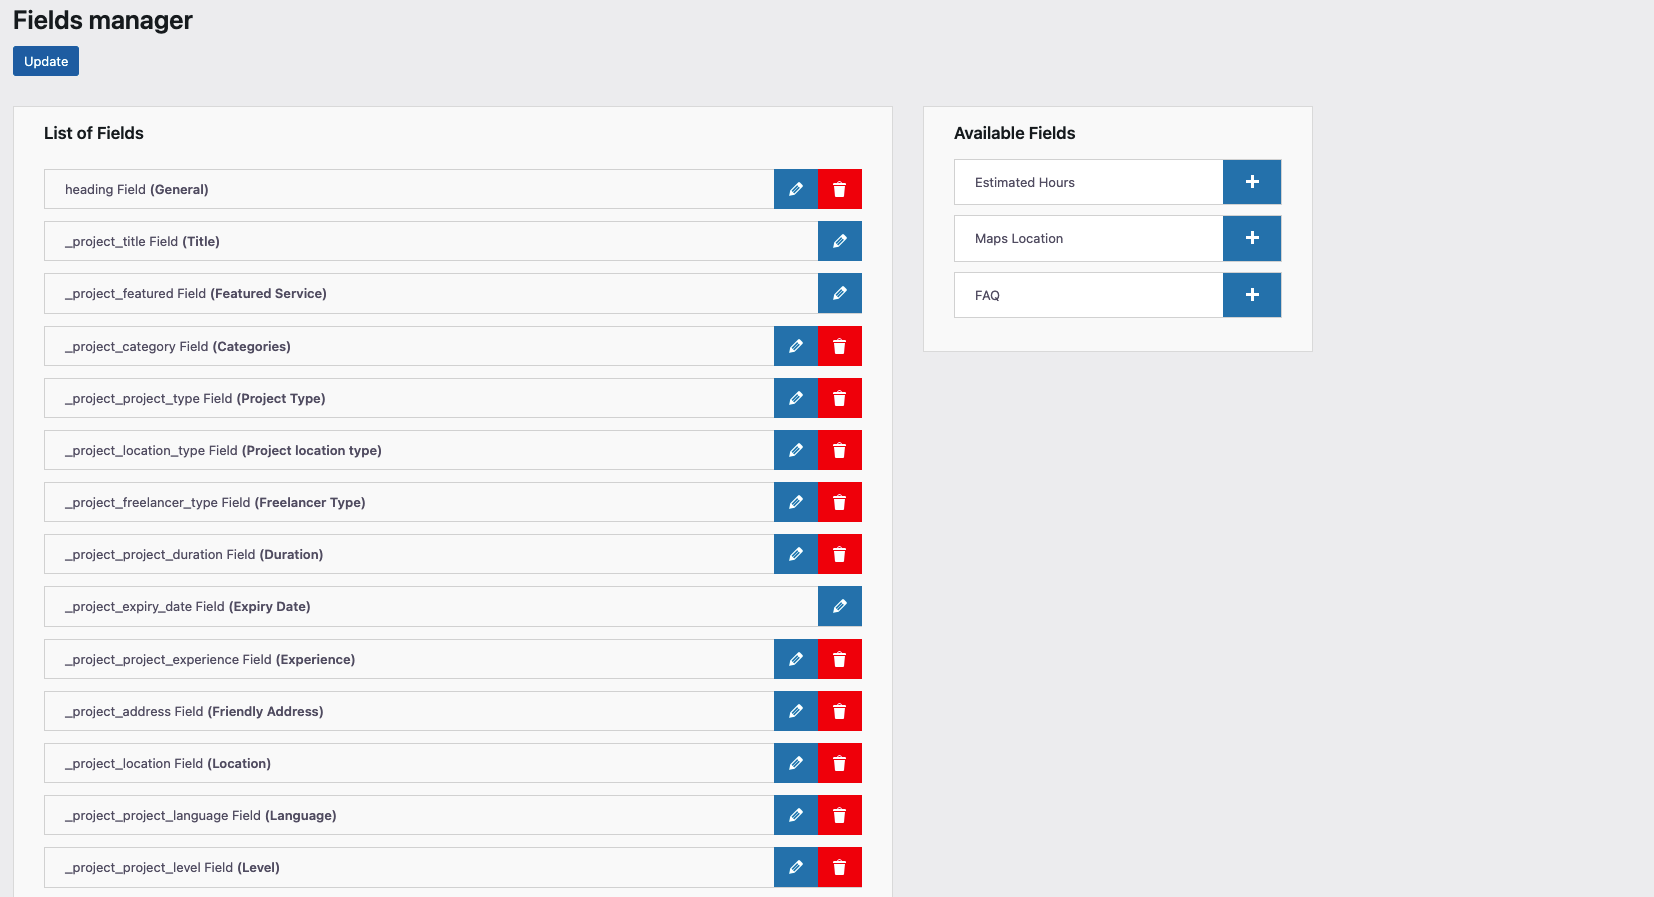 Fields manager
Update
List of Fields
heading Field (General)
_project_title Field (Title)
_project_featured Field (Featured Service)
_project_category Field (Categories)
_project_project_type Field (Project Type)
_project_location_type Field (Project location type)
_project_freelancer_type Field (Freelancer Type)
_project_project_duration Field (Duration)
_project_expiry_date Field (Expiry Date)
_project_project_experience Field (Experience)
_project_address Field (Friendly Address)
_project_location Field (Location)
_project_project_language Field (Language)
_project_project_level Field (Level)
Available Fields
Estimated Hours
Maps Location
FAQ